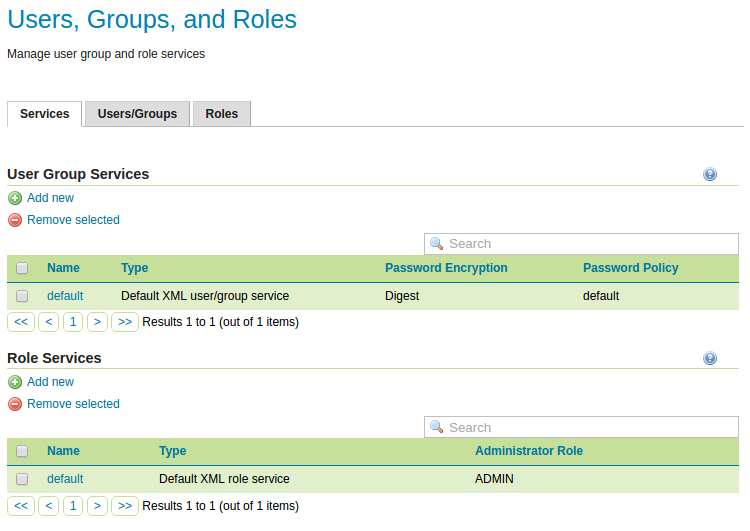 Users, Groups, and Roles
Manage user group and role services
Services Users/Groups Roles
User Group Services
Add new
Remove selected
Search
Name Type Password Encryption Password Policy
default Default XML user/group service Digest default
<< < 1 > >> Results 1 to 1 (out of 1 items)
Role Services
Add new
Remove selected
Search
Name Type Administrator Role
default Default XML role service ADMIN
<< < 1 > >> Results 1 to 1 (out of 1 items)